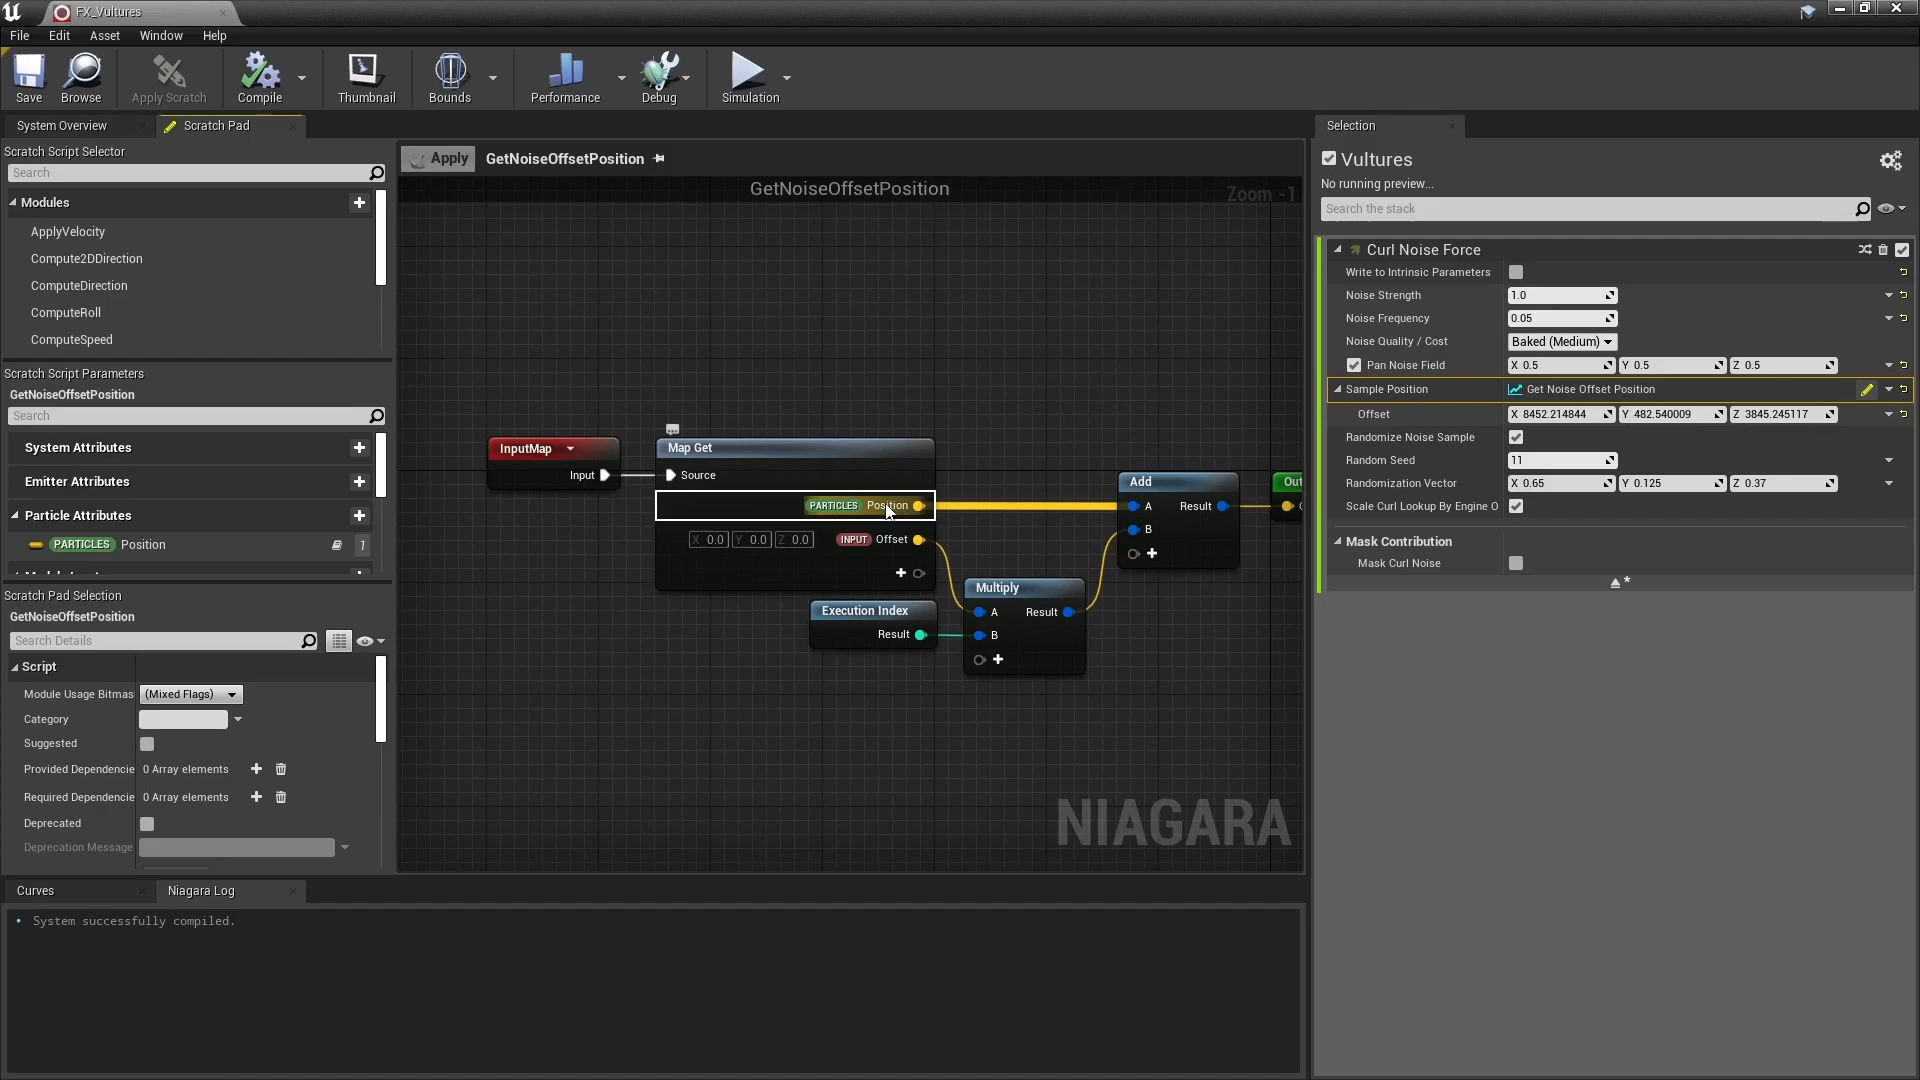 FX_Vultures
File Edit Asset Window Help
Save Browse Apply Scratch Compile Thumbnail Bounds Performance Debug Simulation
System Overview Scratch Pad
Scratch Script Selector
Search
Modules
ApplyVelocity
Compute2DDirection
ComputeDirection
ComputeRoll
ComputeSpeed
Scratch Script Parameters
GetNoiseOffsetPosition
Search
System Attributes
Emitter Attributes
Particle Attributes
PARTICLES Position 1
Scratch Pad Selection
GetNoiseOffsetPosition
Search Details
Script
Module Usage Bitmas (Mixed Flags)
Category
Suggested
Provided Dependencie 0 Array elements
Required Dependencie 0 Array elements
Deprecated
Deprecation Message
Apply GetNoiseOffsetPosition
GetNoiseOffsetPosition
Zoom -1
InputMap
Input
Map Get
Source
PARTICLES Position
X 0.0 Y 0.0 Z 0.0 INPUT Offset
Execution Index
Result
Multiply
A Result
B
Add
A Result
B
Out
NIAGARA
Curves Niagara Log
• System successfully compiled.
Selection
Vultures
No running preview...
Search the stack
Curl Noise Force
Write to Intrinsic Parameters
Noise Strength 1.0
Noise Frequency 0.05
Noise Quality / Cost Baked (Medium)
Pan Noise Field X 0.5 Y 0.5 Z 0.5
Sample Position Get Noise Offset Position
Offset X 8452.214844 Y 482.540009 Z 3845.245117
Randomize Noise Sample
Random Seed 11
Randomization Vector X 0.65 Y 0.125 Z 0.37
Scale Curl Lookup By Engine O
Mask Contribution
Mask Curl Noise